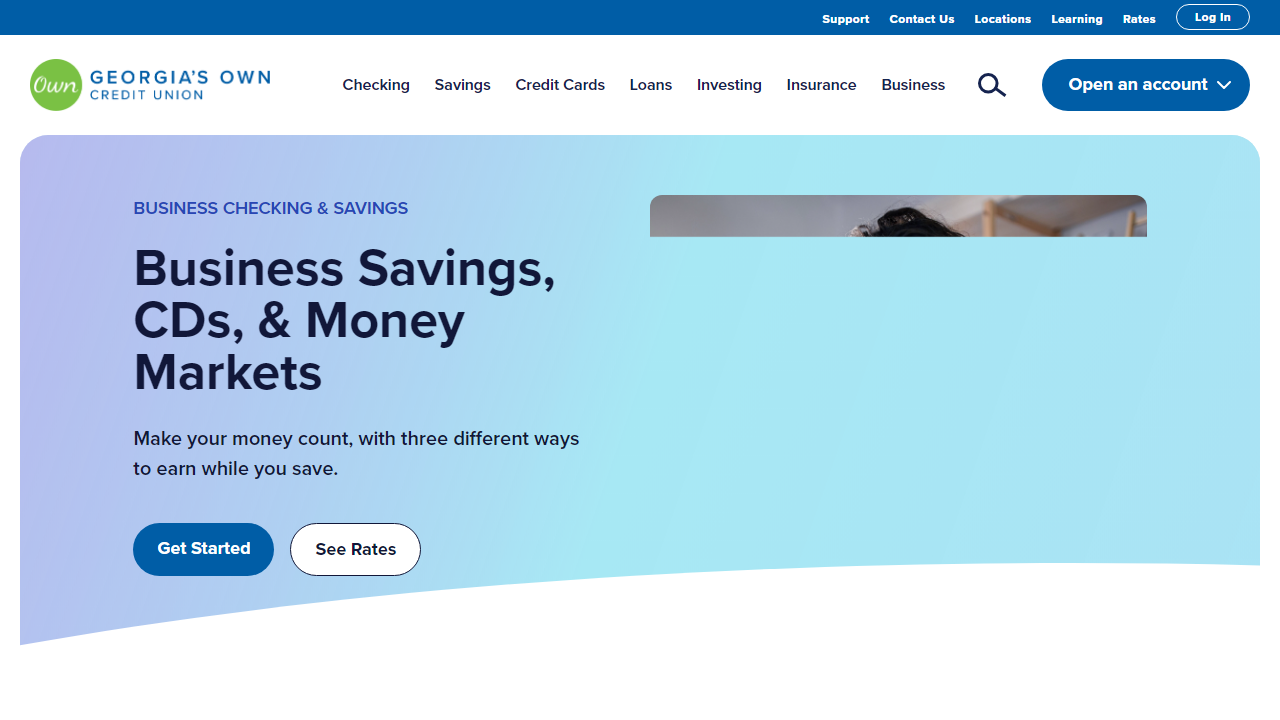 Support Contact Us Locations Learning Rates Log In
Own GEORGIA'S OWN
CREDIT UNION
Checking Savings Credit Cards Loans Investing Insurance Business Open an account
BUSINESS CHECKING & SAVINGS
Business Savings,
CDs, & Money
Markets
Make your money count, with three different ways
to earn while you save.
Get Started See Rates